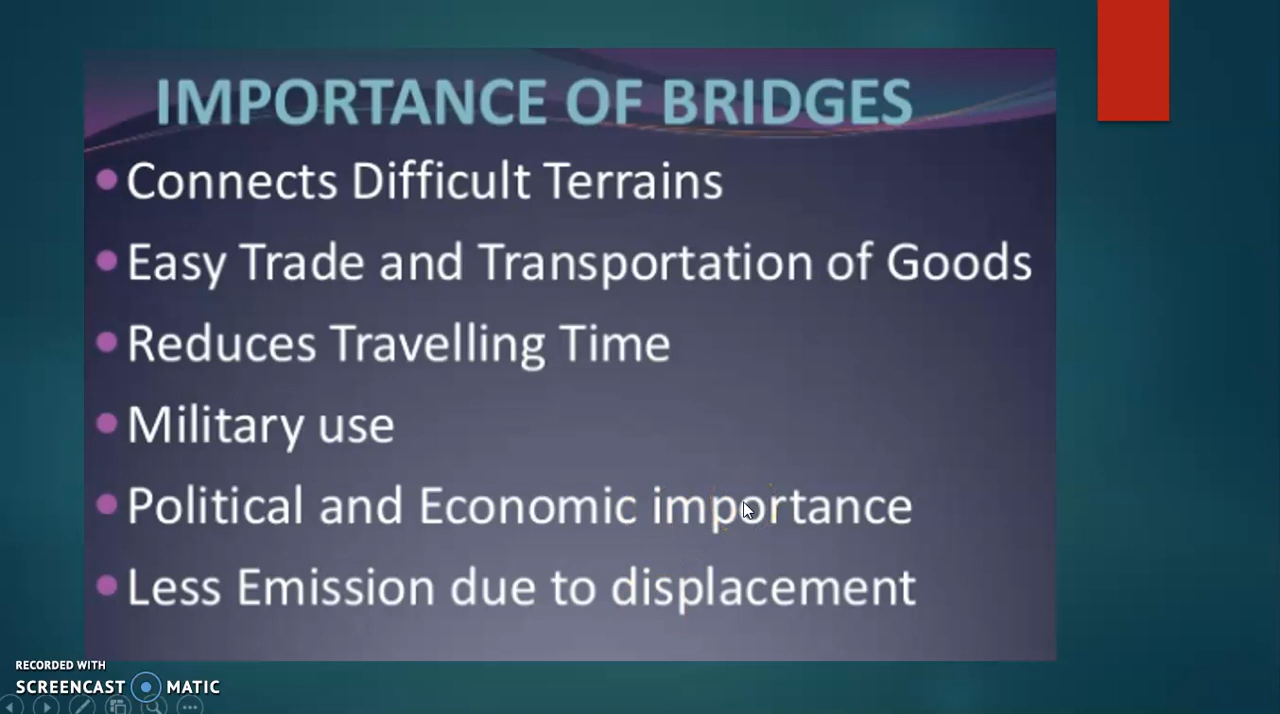 IMPORTANCE OF BRIDGES
Connects Difficult Terrains
Easy Trade and Transportation of Goods
Reduces Travelling Time
Military use
Political and Economic importance
Less Emission due to displacement
RECORDED WITH
SCREENCAST MATIC